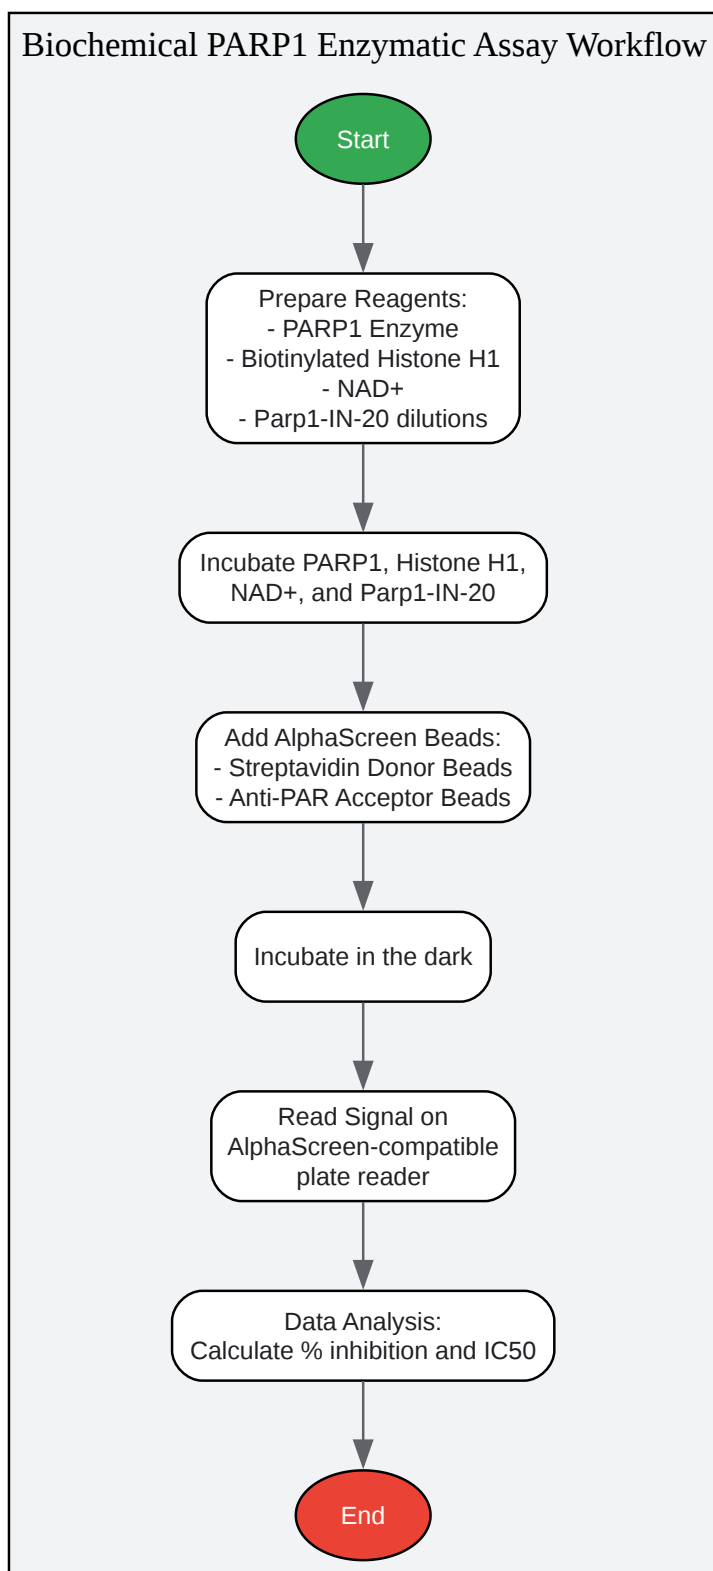 Biochemical PARP1 Enzymatic Assay Workflow
Start
Prepare Reagents:
- PARP1 Enzyme
- Biotinylated Histone H1
- NAD+
- Parp1-IN-20 dilutions
Incubate PARP1, Histone H1,
NAD+, and Parp1-IN-20
Add AlphaScreen Beads:
- Streptavidin Donor Beads
- Anti-PAR Acceptor Beads
Incubate in the dark
Read Signal on
AlphaScreen-compatible
plate reader
Data Analysis:
Calculate % inhibition and IC50
End